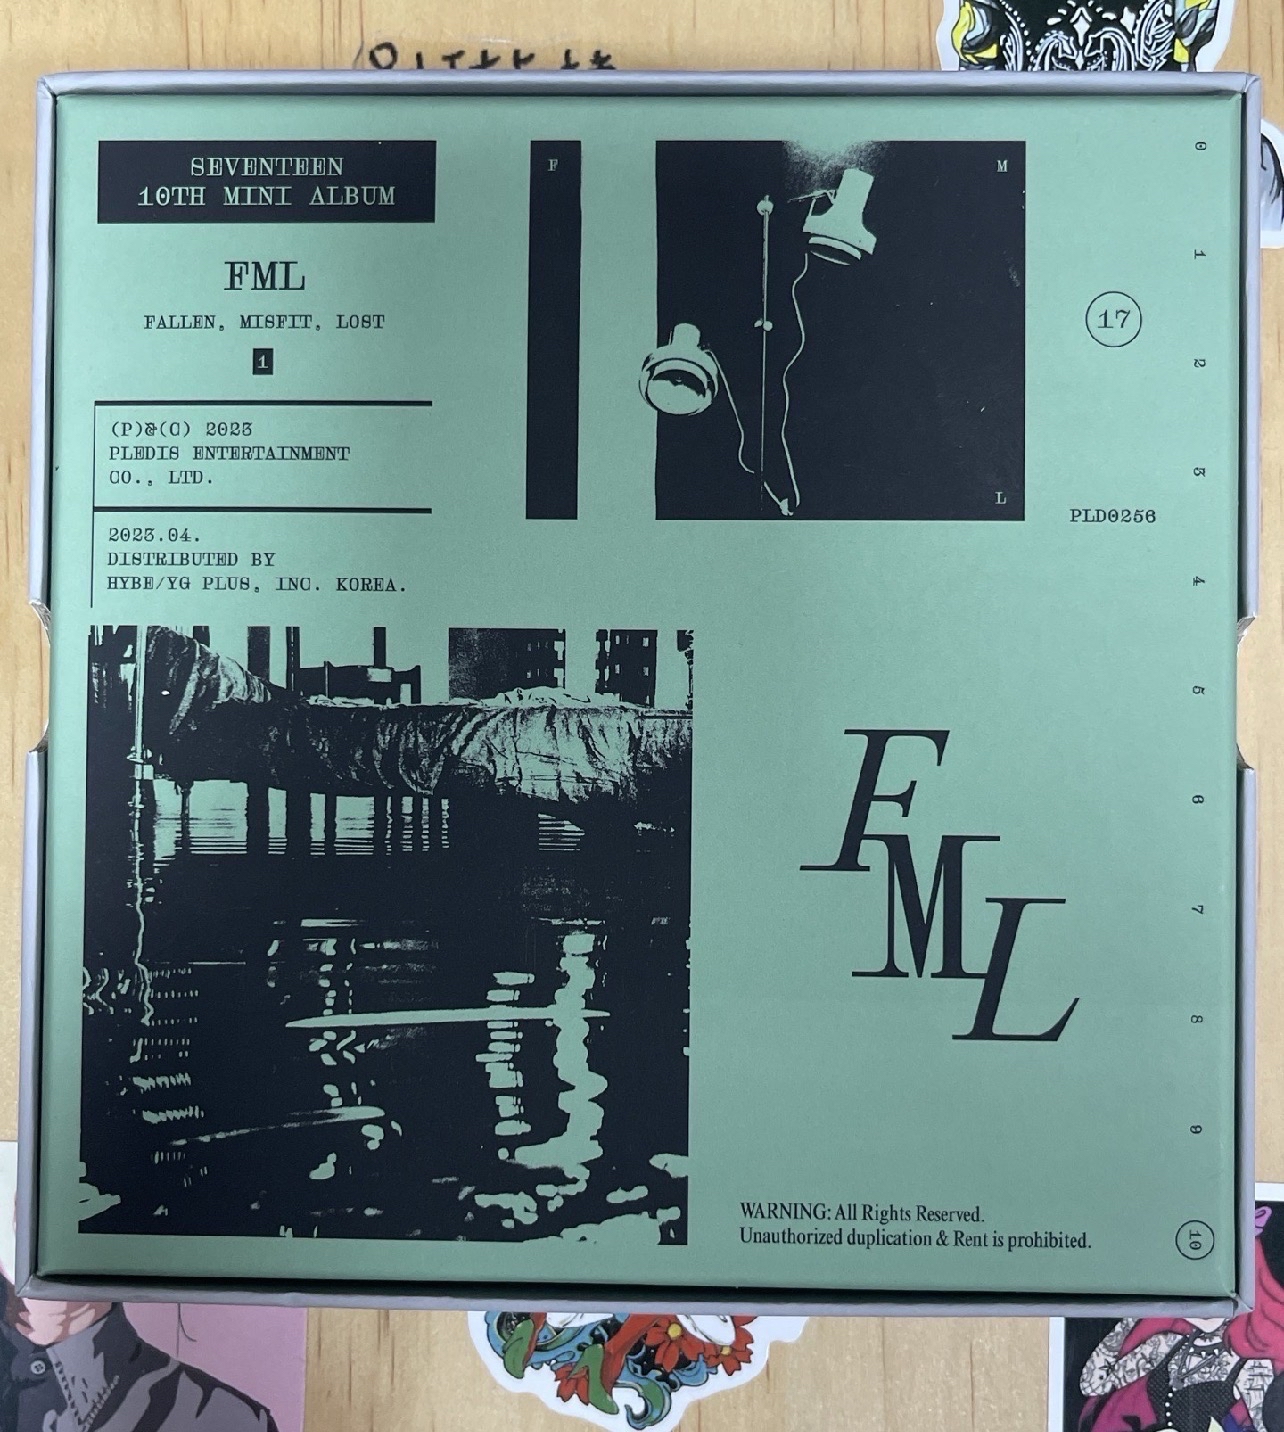 SEVENTEEN
10TH MINI ALBUM
FML
FALLEN, MISFIT, LOST
1
(P)&(C) 2023
PLEDIS ENTERTAINMENT
CO., LTD.
2023.04.
DISTRIBUTED BY
HYBE/YG PLUS, INC. KOREA.
F
M
L
17
PLD0256
0
1
2
3
4
5
6
7
8
9
10
F
M
L
WARNING: All Rights Reserved.
Unauthorized duplication & Rent is prohibited.